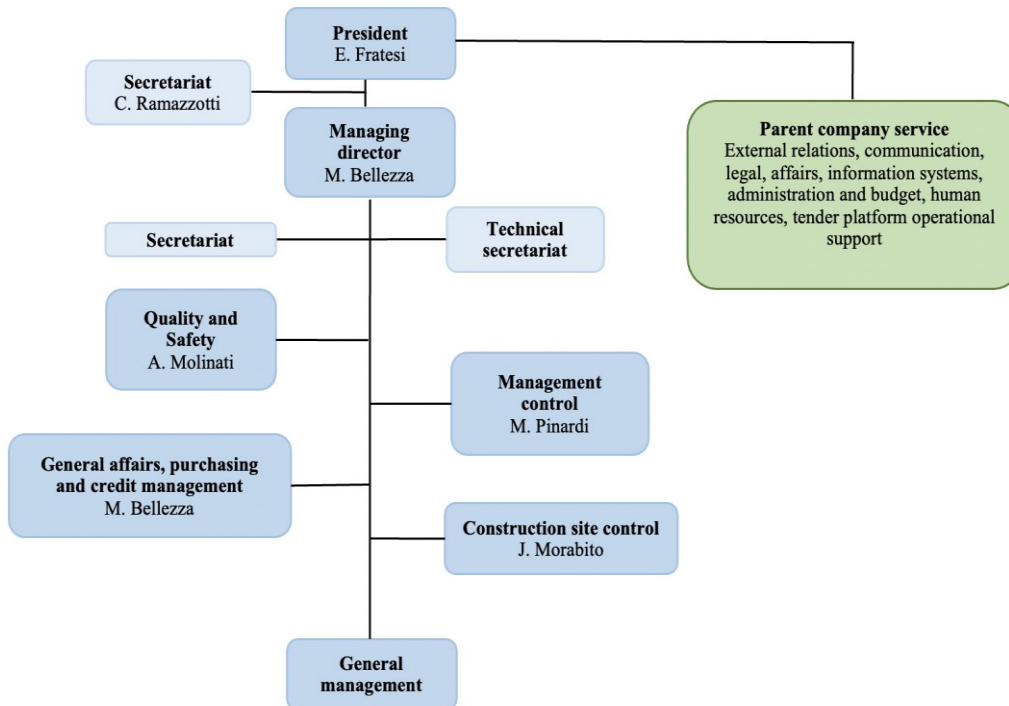 President
E. Fratesi
Secretariat
C. Ramazzotti
Managing
director
M. Bellezza
Parent company service
External relations, communication,
legal, affairs, information systems,
administration and budget, human
resources, tender platform operational
support
Secretariat
Technical
secretariat
Quality and
Safety
A. Molinati
Management
control
M. Pinardi
General affairs, purchasing
and credit management
M. Bellezza
Construction site control
J. Morabito
General
management